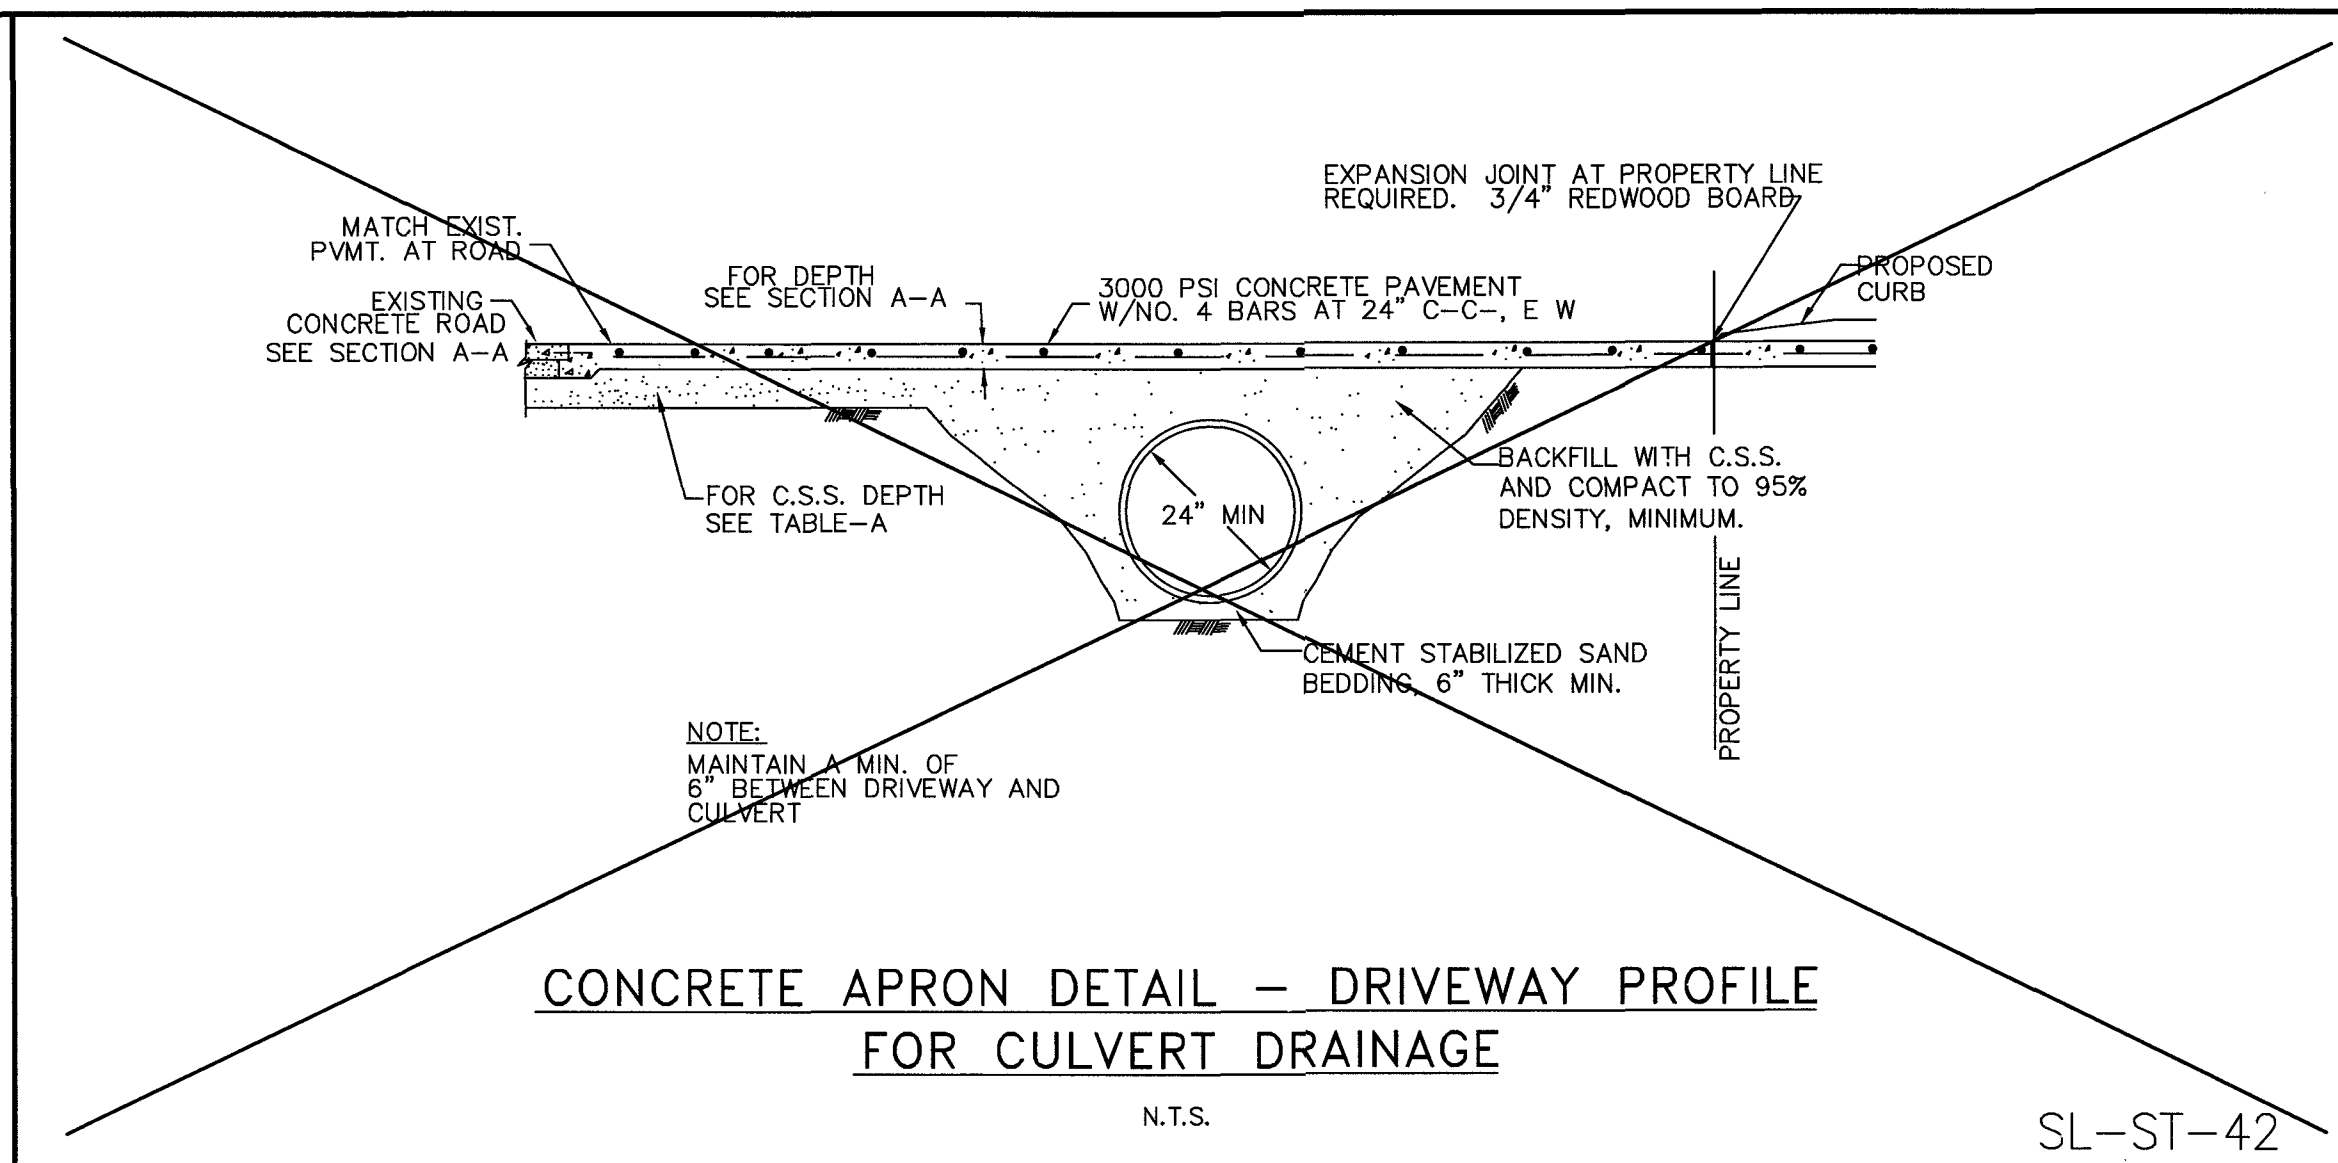 EXPANSION JOINT AT PROPERTY LINE
REQUIRED. 3/4" REDWOOD BOARD
MATCH EXIST.
PVMT. AT ROAD
FOR DEPTH
SEE SECTION A-A
3000 PSI CONCRETE PAVEMENT
W/NO. 4 BARS AT 24" C-C-, E W
PROPOSED
CURB
EXISTING
CONCRETE ROAD
SEE SECTION A-A
BACKFILL WITH C.S.S.
AND COMPACT TO 95%
DENSITY, MINIMUM.
FOR C.S.S. DEPTH
SEE TABLE-A
24" MIN
PROPERTY LINE
CEMENT STABILIZED SAND
BEDDING, 6" THICK MIN.
NOTE:
MAINTAIN A MIN. OF
6" BETWEEN DRIVEWAY AND
CULVERT
CONCRETE APRON DETAIL - DRIVEWAY PROFILE
FOR CULVERT DRAINAGE
N.T.S.
SL-ST-42